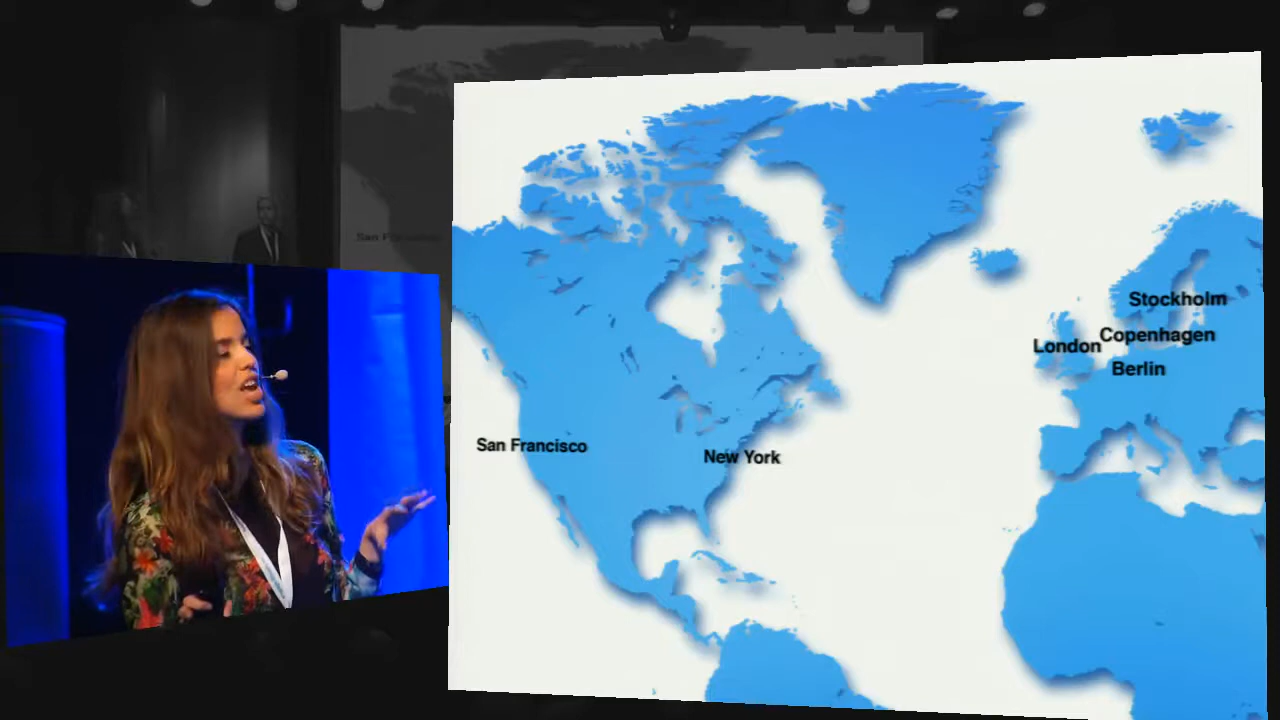 Stockholm
Copenhagen
London
Berlin
San Francisco
New York